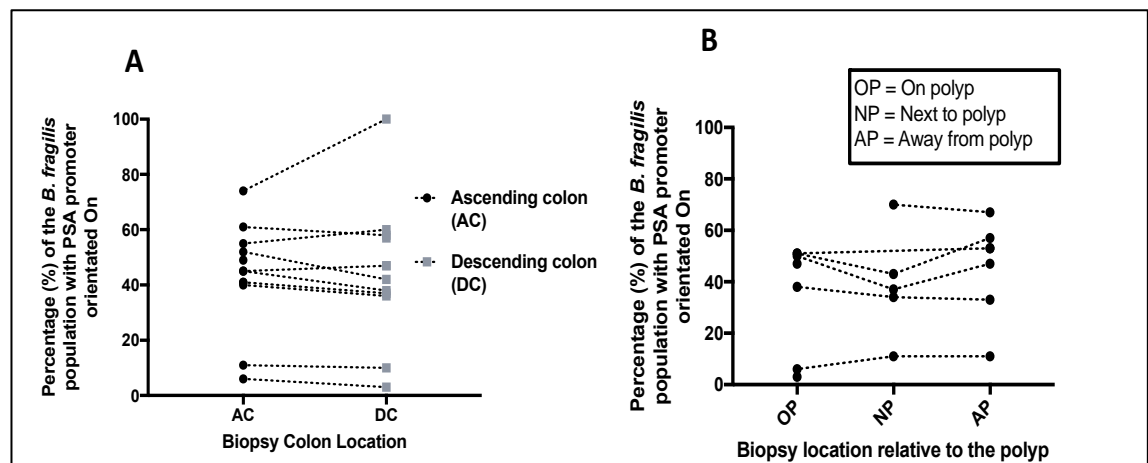 A
Percentage (%) of the B. fragilis
population with PSA promoter
orientated On
100
80
60
40
20
0
AC
DC
Biopsy Colon Location
Ascending colon
(AC)
Descending colon
(DC)
B
OP = On polyp
NP = Next to polyp
AP = Away from polyp
Percentage (%) of the B. fragilis
population with PSA promoter
orientated On
100
80
60
40
20
0
OP
NP
AP
Biopsy location relative to the polyp